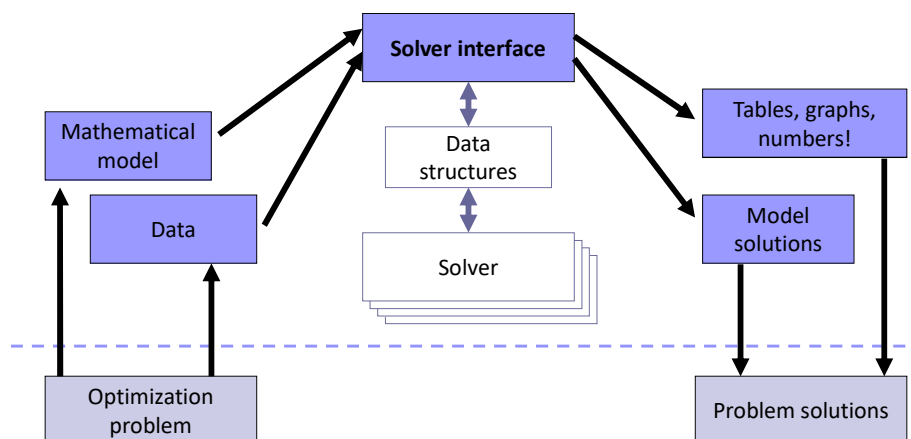 Solver interface
Mathematical
model
Data
Data
structures
Solver
Tables, graphs,
numbers!
Model
solutions
Optimization
problem
Problem solutions